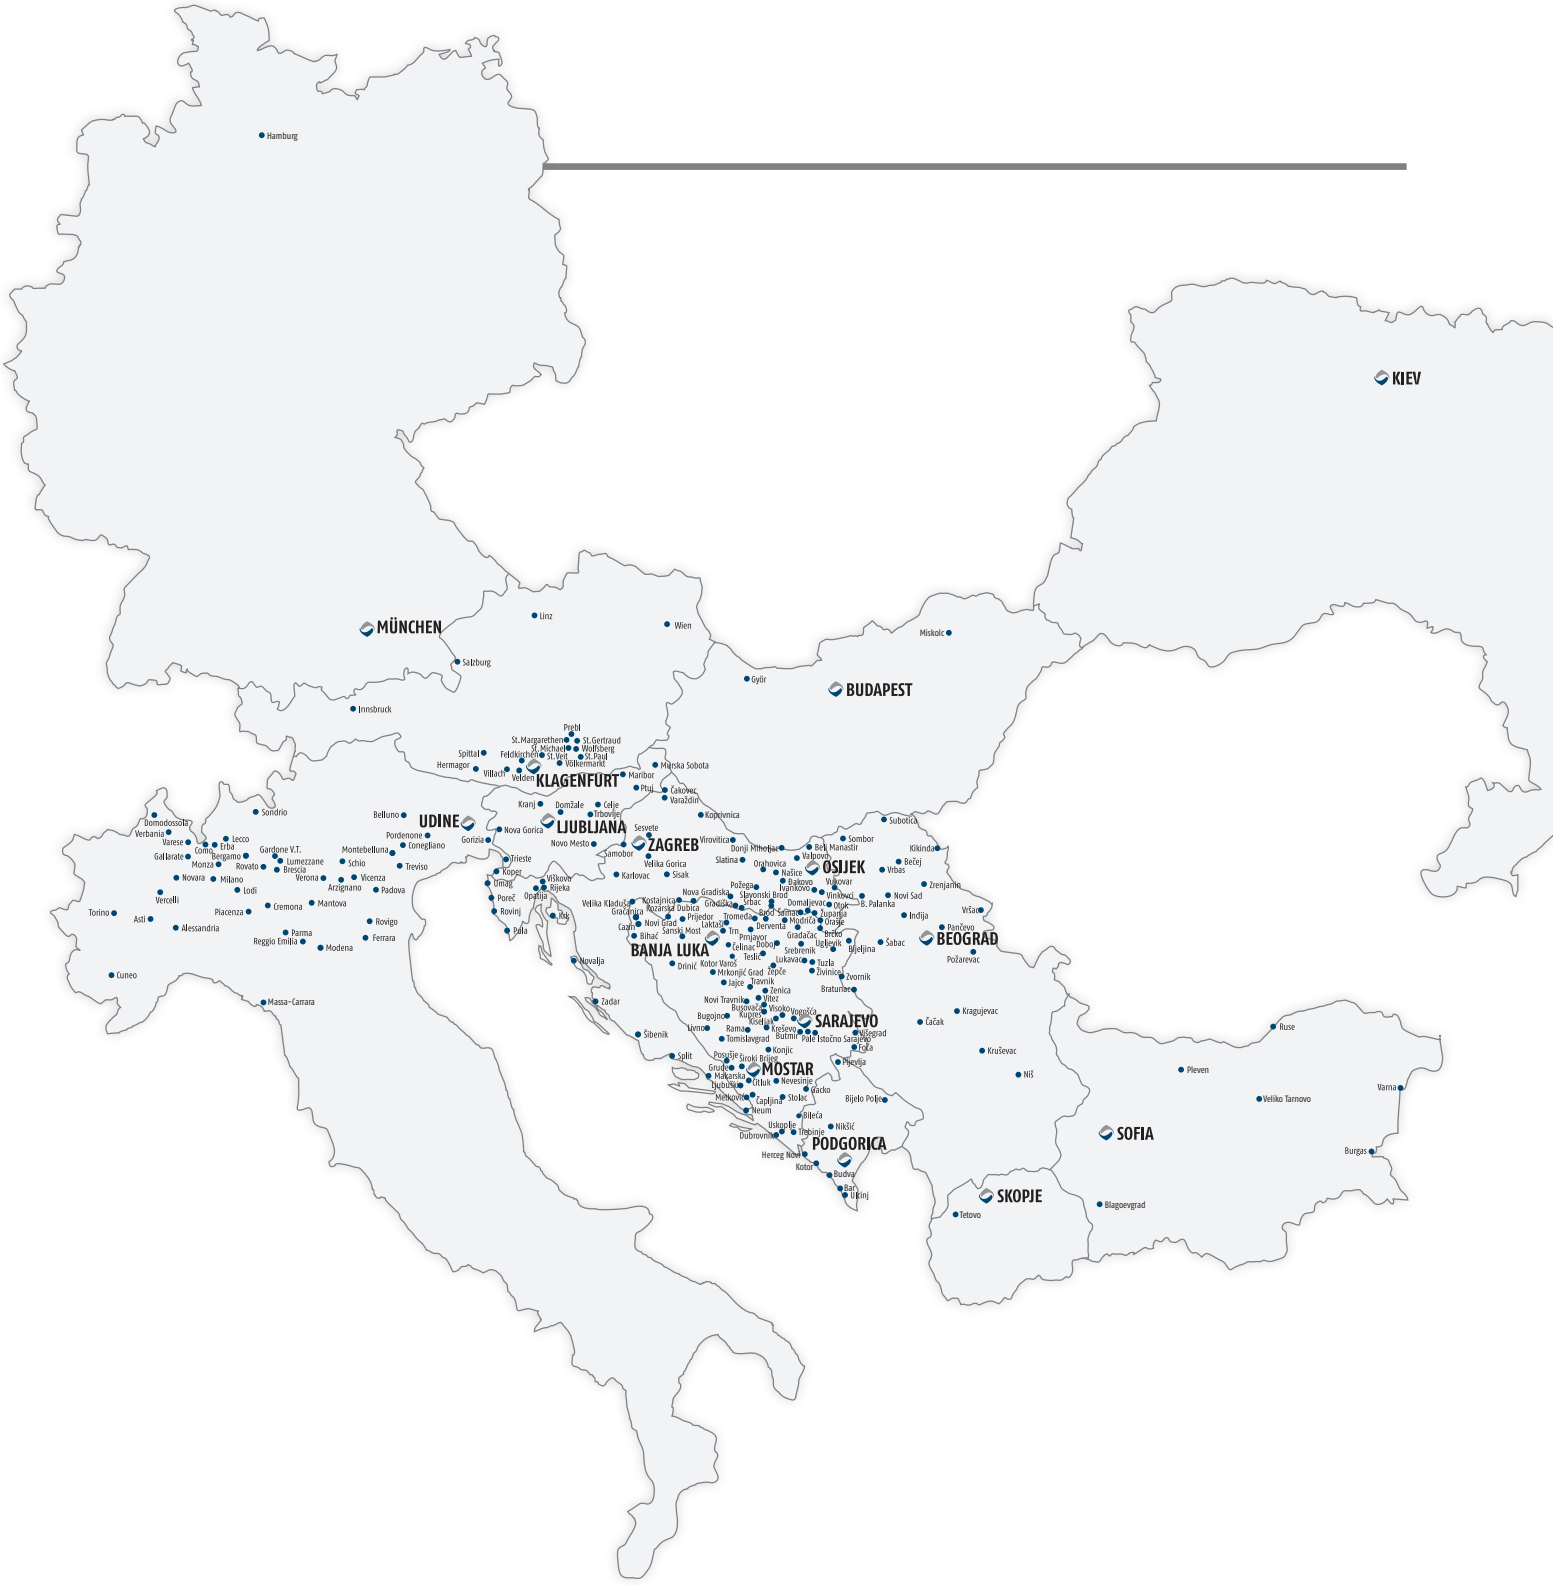 Hamburg
KIEV
Linz
MÜNCHEN
Wien
Miskolc
Salzburg
Györ
BUDAPEST
Innsbruck
Prebl
St.Margarethen
St.Gertraud
St.Michael
Wolfsberg
Spittal
Feldkirchen
St.Veit
St.Paul
Hermagor
Völkermarkt
Murska Sobota
Villach
Velden
KLAGENFURT
Maribor
Ptuj
Čakovec
Varaždin
Kranj
Domžale
Celje
Trbovlje
Koprivnica
Sondrio
Belluno
UDINE
LJUBLJANA
Domodossola
Verbania
Nova Gorica
Sesvete
Subotica
Pordenone
Gorizia
Novo Mesto
Samobor
ZAGREB
Virovitica
Sombor
Varese
Lecco
Como
Erba
Conegliano
Donji Miholjac
Beli Manastir
Kikinda
Gallarate
Bergamo
Gardone V.T.
Montebelluna
Valpovo
Monza
Rovato
Lumezzane
Brescia
Schio
Treviso
Trieste
Velika Gorica
Slatina
Orahovica
OSIJEK
Bečej
Novara
Milano
Verona
Vicenza
Arzignano
Koper
Karlovac
Sisak
Našice
Đakovo
Vrbas
Vercelli
Lodi
Padova
Umag
Viškovo
Rijeka
Opatija
Požega
Ivankovo
Vukovar
Vinkovci
Zrenjanin
Novi Sad
Poreč
Nova Gradiska
Slavonski Brod
Torino
Asti
Piacenza
Cremona
Mantova
Rovinj
Krk
Velika Kladuša
Kostajnica
Kozarska Dubica
Gradiška
Srbac
Domaljevac
Otok
B. Palanka
Vršac
Gračanica
Prijedor
Tromeđa
Brod
Šamac
Županja
Indija
Alessandria
Rovigo
Pula
Cazin
Novi Grad
Laktaši
Derventa
Modriča
Orašje
Pančevo
Parma
Reggio Emilia
Ferrara
Bihać
Sanski Most
Trn
Prnjavor
Gradačac
Brčko
BEOGRAD
Modena
BANJA LUKA
Čelinac
Doboj
Srebrenik
Ugljevik
Bijeljina
Šabac
Kotor Varoš
Teslić
Lukavac
Tuzla
Požarevac
Cuneo
Novalja
Drinić
Mrkonjić Grad
Žepče
Živinice
Zvornik
Jajce
Travnik
Zenica
Bratunac
Massa-Carrara
Zadar
Novi Travnik
Vitez
Busovača
Visoko
Vogošća
Kragujevac
Bugojno
Kupres
Kiseljak
SARAJEVO
Čačak
Ruse
Šibenik
Livno
Rama
Kreševo
Butmir
Pale
Istočno Sarajevo
Višegrad
Tomislavgrad
Foča
Kruševac
Split
Posušje
Široki Brijeg
Konjic
Pljevlja
Grude
MOSTAR
Niš
Pleven
Makarska
Ljubuški
Čitluk
Nevesinje
Gacko
Varna
Metković
Čapljina
Stolac
Bijelo Polje
Veliko Tarnovo
Neum
Bileća
Uskoplje
Nikšić
Dubrovnik
Trebinje
SOFIA
PODGORICA
Burgas
Herceg Novi
Kotor
Budva
Bar
Ulcinj
SKOPJE
Blagoevgrad
Tetovo